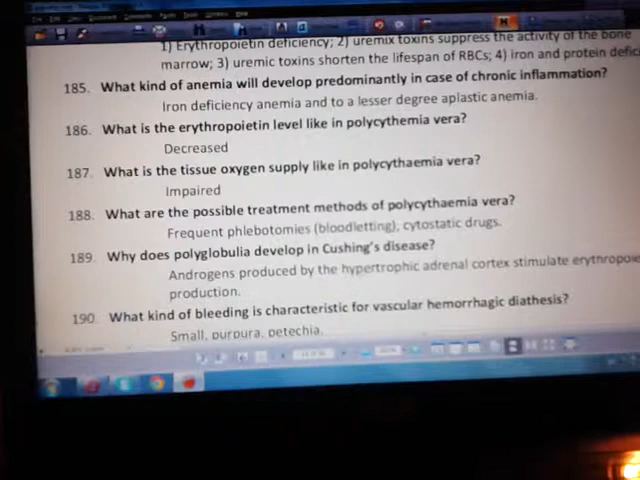 1) Erythropoietin deficiency; 2) uremix toxins suppress the activity of the bone
marrow; 3) uremic toxins shorten the lifespan of RBCs; 4) iron and protein defic
185. What kind of anemia will develop predominantly in case of chronic inflammation?
Iron deficiency anemia and to a lesser degree aplastic anemia.
186. What is the erythropoietin level like in polycythemia vera?
Decreased
187. What is the tissue oxygen supply like in polycythaemia vera?
Impaired
188. What are the possible treatment methods of polycythaemia vera?
Frequent phlebotomies (bloodletting), cytostatic drugs.
189. Why does polyglobulia develop in Cushing's disease?
Androgens produced by the hypertrophic adrenal cortex stimulate erythropoie
production.
190. What kind of bleeding is characteristic for vascular hemorrhagic diathesis?
Small, purpura, petechia.